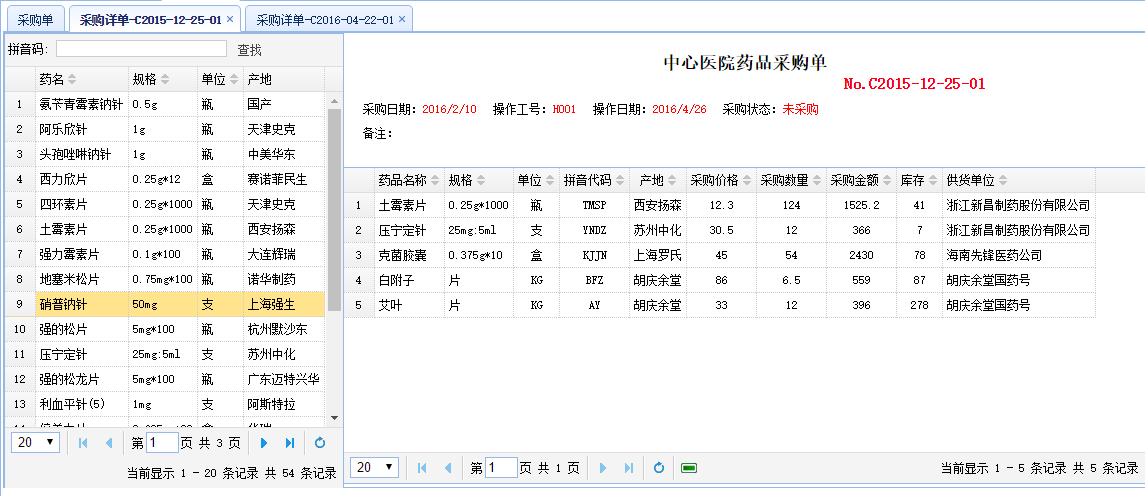 采购单 采购详单-C2015-12-25-01 × 采购详单-C2016-04-22-01 ×
拼音码: 查找
药名 规格 单位 产地
1 氨苄青霉素钠针 0.5g 瓶 国产
2 阿乐欣针 1g 瓶 天津史克
3 头孢唑啉钠针 1g 瓶 中美华东
4 西力欣片 0.25g*12 盒 赛诺菲民生
5 四环素片 0.25g*1000 瓶 天津史克
6 土霉素片 0.25g*1000 瓶 西安扬森
7 强力霉素片 0.1g*100 瓶 大连辉瑞
8 地塞米松片 0.75mg*100 瓶 诺华制药
9 硝普钠针 50mg 支 上海强生
10 强的松片 5mg*100 瓶 杭州默沙东
11 压宁定针 25mg:5ml 支 苏州中化
12 强的松龙片 5mg*100 瓶 广东迈特兴华
13 利血平针(5) 1mg 支 阿斯特拉
20 第 1 页 共 3 页
当前显示 1 - 20 条记录 共 54 条记录
中心医院药品采购单
No.C2015-12-25-01
采购日期: 2016/2/10 操作工号: H001 操作日期: 2016/4/26 采购状态: 未采购
备注:
药品名称 规格 单位 拼音代码 产地 采购价格 采购数量 采购金额 库存 供货单位
1 土霉素片 0.25g*1000 瓶 TMSP 西安扬森 12.3 124 1525.2 41 浙江新昌制药股份有限公司
2 压宁定针 25mg:5ml 支 YNDZ 苏州中化 30.5 12 366 7 浙江新昌制药股份有限公司
3 克菌胶囊 0.375g*10 盒 KJJN 上海罗氏 45 54 2430 78 海南先锋医药公司
4 白附子 片 KG BFZ 胡庆余堂 86 6.5 559 87 胡庆余堂国药号
5 艾叶 片 KG AY 胡庆余堂 33 12 396 278 胡庆余堂国药号
20 第 1 页 共 1 页
当前显示 1 - 5 条记录 共 5 条记录